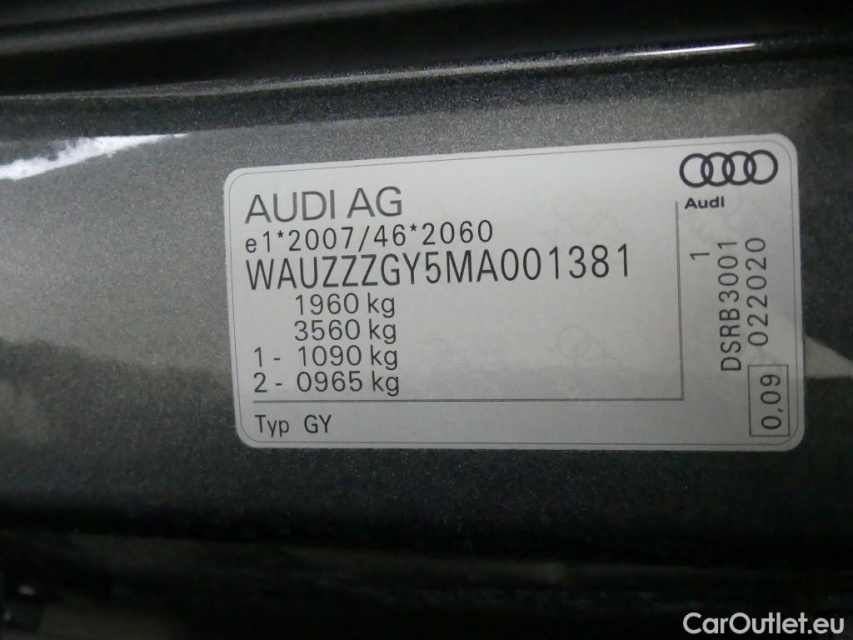 AUDI AG
e1*2007/46*2060
WAUZZZGY5MA001381
1960 kg
3560 kg
1 - 1090 kg
2 - 0965 kg
Typ GY
Audi
1
DSRB3001
022020
0,09
CarOutlet.eu